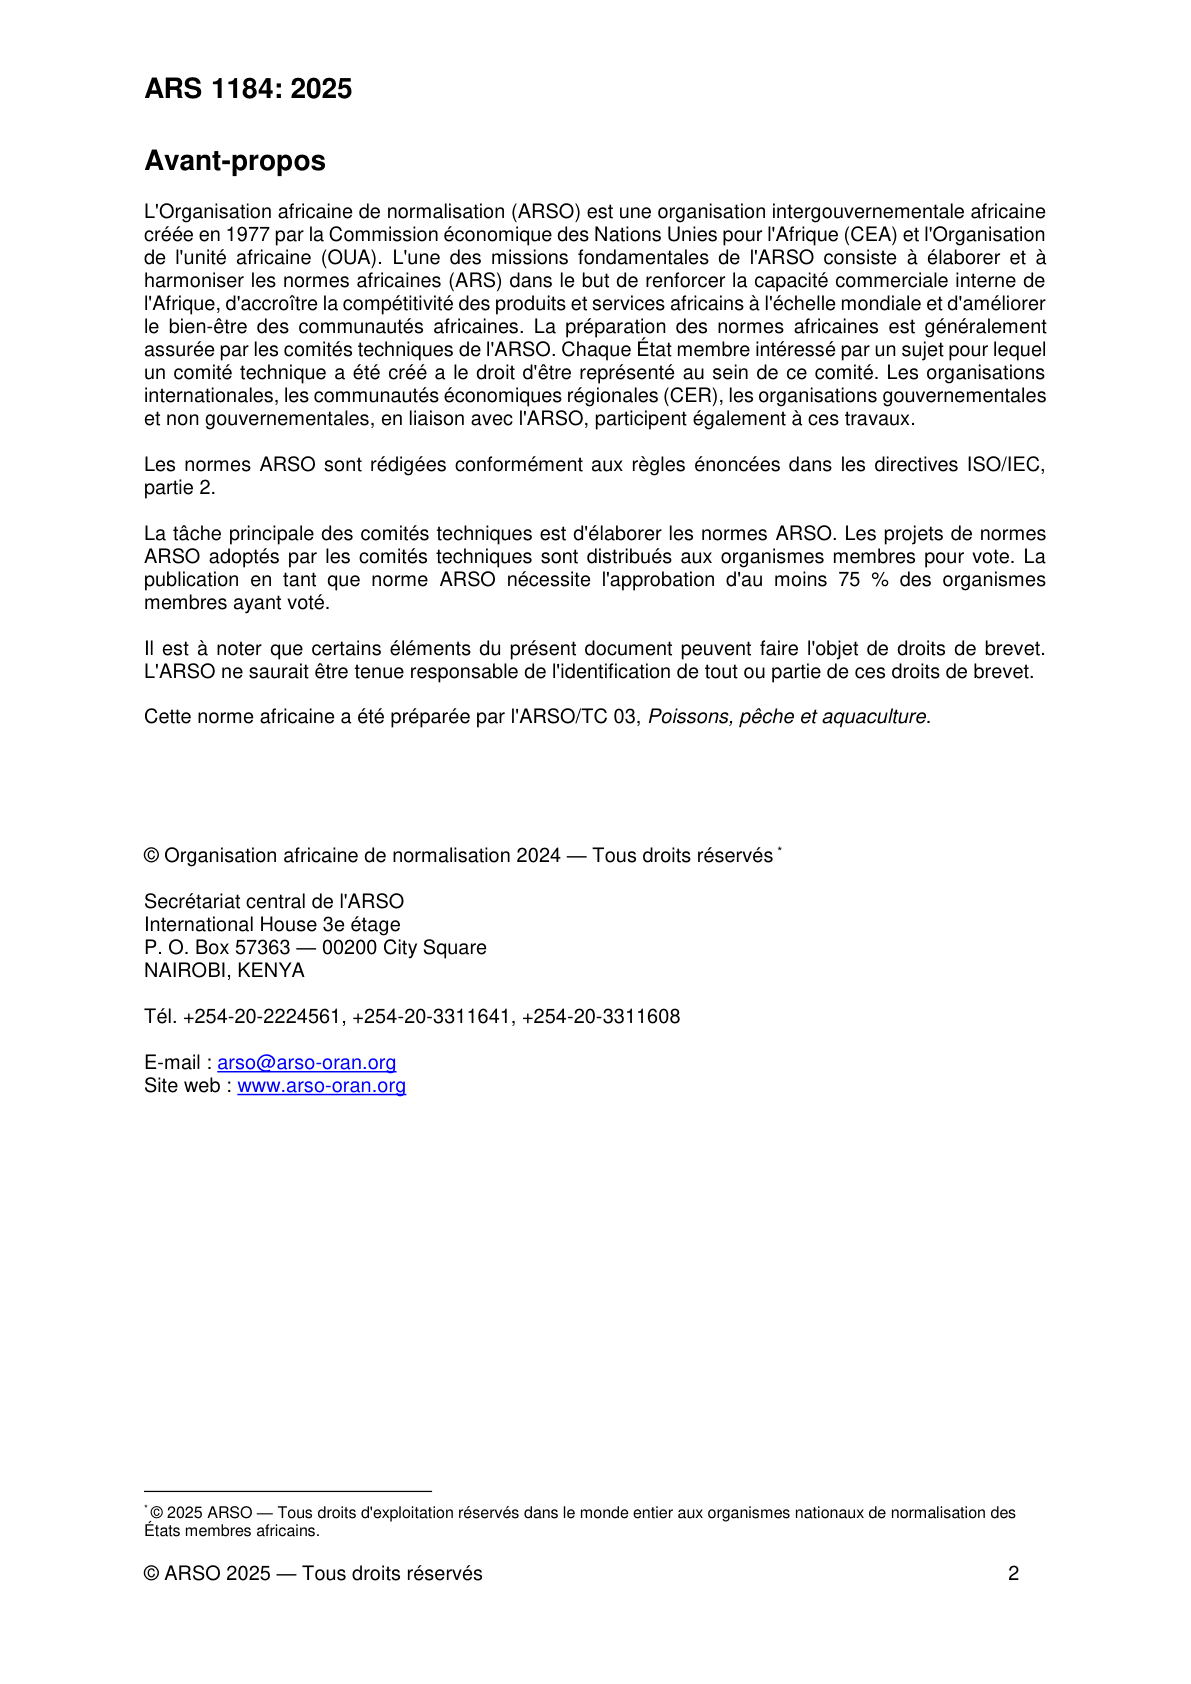 ARS 1184: 2025
Avant-propos
L'Organisation africaine de normalisation (ARSO) est une organisation intergouvernementale africaine
créée en 1977 par la Commission économique des Nations Unies pour l'Afrique (CEA) et l'Organisation
de l'unité africaine (OUA). L'une des missions fondamentales de l'ARSO consiste à élaborer et à
harmoniser les normes africaines (ARS) dans le but de renforcer la capacité commerciale interne de
l'Afrique, d'accroître la compétitivité des produits et services africains à l'échelle mondiale et d'améliorer
le bien-être des communautés africaines. La préparation des normes africaines est généralement
assurée par les comités techniques de l'ARSO. Chaque État membre intéressé par un sujet pour lequel
un comité technique a été créé a le droit d'être représenté au sein de ce comité. Les organisations
internationales, les communautés économiques régionales (CER), les organisations gouvernementales
et non gouvernementales, en liaison avec l'ARSO, participent également à ces travaux.
Les normes ARSO sont rédigées conformément aux règles énoncées dans les directives ISO/IEC,
partie 2.
La tâche principale des comités techniques est d'élaborer les normes ARSO. Les projets de normes
ARSO adoptés par les comités techniques sont distribués aux organismes membres pour vote. La
publication en tant que norme ARSO nécessite l'approbation d'au moins 75 % des organismes
membres ayant voté.
Il est à noter que certains éléments du présent document peuvent faire l'objet de droits de brevet.
L'ARSO ne saurait être tenue responsable de l'identification de tout ou partie de ces droits de brevet.
Cette norme africaine a été préparée par l'ARSO/TC 03, Poissons, pêche et aquaculture.
© Organisation africaine de normalisation 2024 — Tous droits réservés *
Secrétariat central de l'ARSO
International House 3e étage
P. O. Box 57363 — 00200 City Square
NAIROBI, KENYA
Tél. +254-20-2224561, +254-20-3311641, +254-20-3311608
E-mail : arso@arso-oran.org
Site web : www.arso-oran.org
* © 2025 ARSO — Tous droits d'exploitation réservés dans le monde entier aux organismes nationaux de normalisation des
États membres africains.
© ARSO 2025 — Tous droits réservés 2